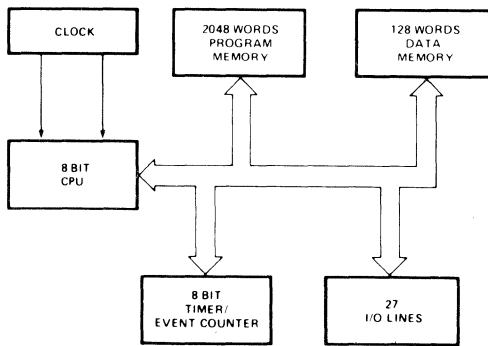 CLOCK
2048 WORDS
PROGRAM
MEMORY
128 WORDS
DATA
MEMORY
8 BIT
CPU
8 BIT
TIMER/
EVENT COUNTER
27
I/O LINES